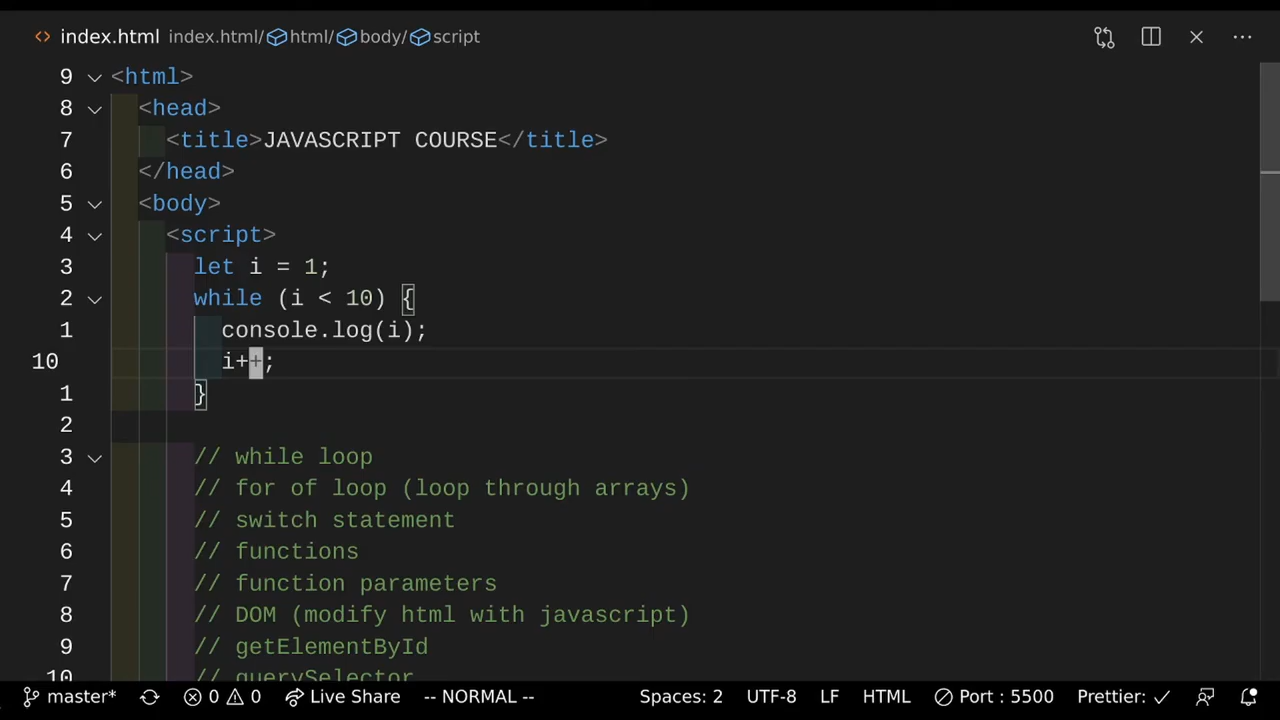 index.html index.html/html/body/script
9 <html>
8 <head>
7 <title>JAVASCRIPT COURSE</title>
6 </head>
5 <body>
4 <script>
3 let i = 1;
2 while (i < 10) {
1 console.log(i);
10 i++;
1 }
2
3 // while loop
4 // for of loop (loop through arrays)
5 // switch statement
6 // functions
7 // function parameters
8 // DOM (modify html with javascript)
9 // getElementById
10 // querySelector
master* 0 0 Live Share -- NORMAL -- Spaces: 2 UTF-8 LF HTML Port : 5500 Prettier: